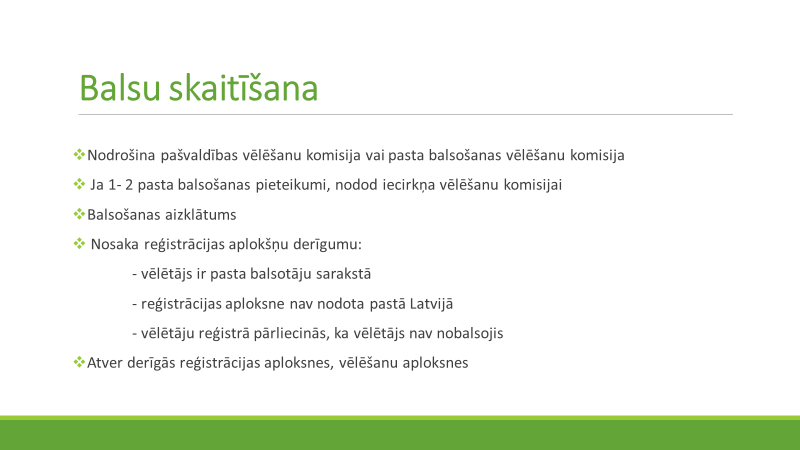 Balsu skaitīšana
❖Nodrošina pašvaldības vēlēšanu komisija vai pasta balsošanas vēlēšanu komisija
❖ Ja 1- 2 pasta balsošanas pieteikumi, nodod iecirkņa vēlēšanu komisijai
❖Balsošanas aizklātums
❖ Nosaka reģistrācijas aplokšņu derīgumu:
- vēlētājs ir pasta balsotāju sarakstā
- reģistrācijas aploksne nav nodota pastā Latvijā
- vēlētāju reģistrā pārliecinās, ka vēlētājs nav nobalsojis
❖Atver derīgās reģistrācijas aploksnes, vēlēšanu aploksnes